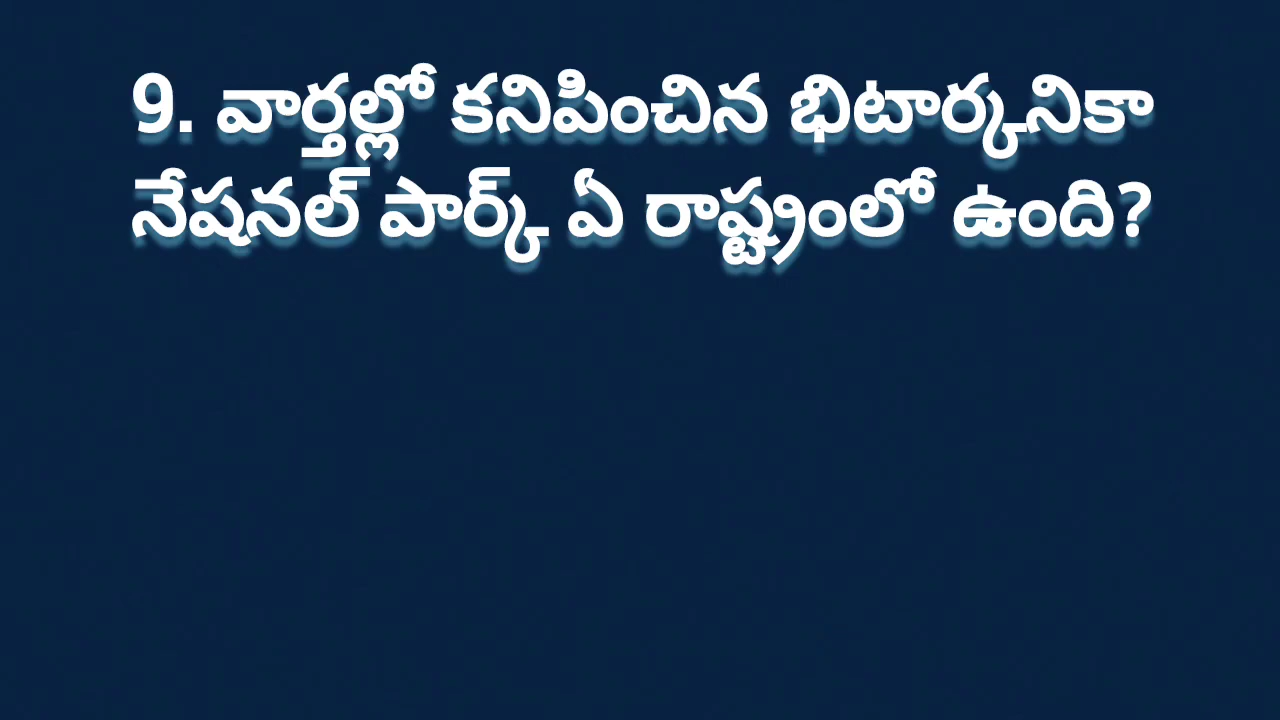 9. వార్తల్లో కనిపించిన భిటార్కనికా
నేషనల్ పార్క్ ఏ రాష్ట్రంలో ఉంది?